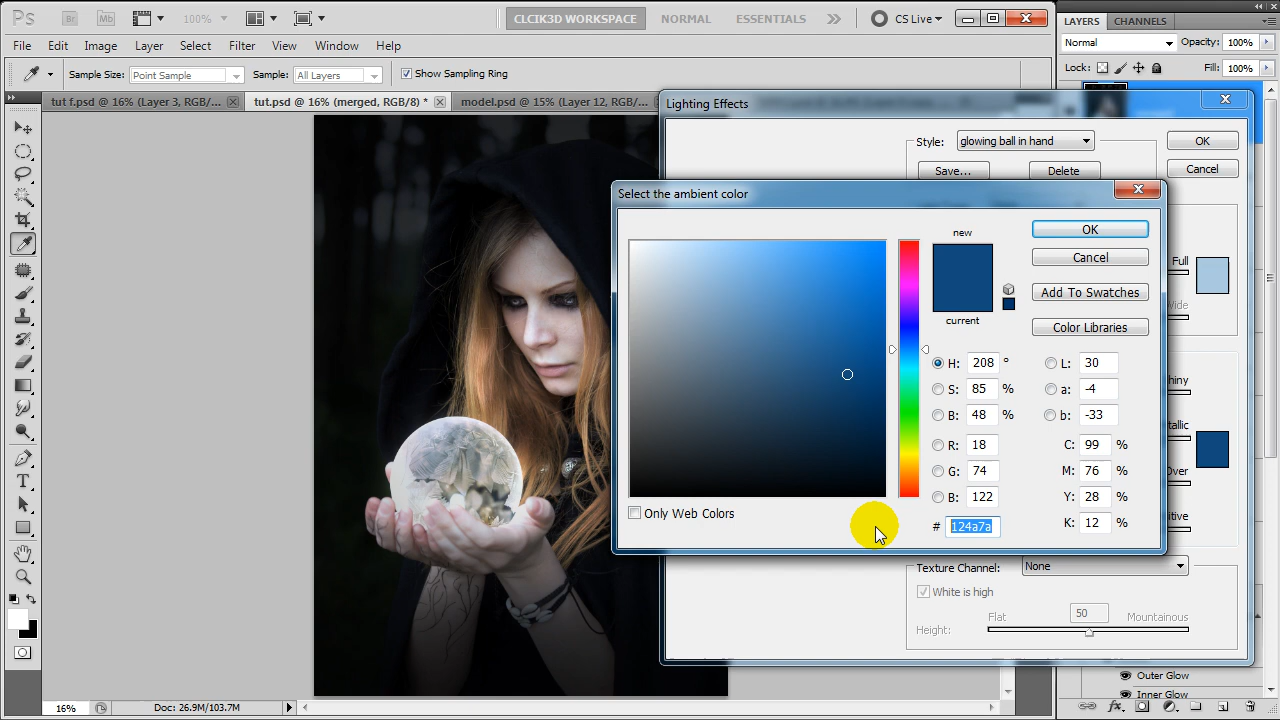 Ps Br Mb 100% CLCIK3D WORKSPACE NORMAL ESSENTIALS CS Live
File Edit Image Layer Select Filter View Window Help
Sample Size: Point Sample Sample: All Layers Show Sampling Ring
tut f.psd @ 16% (Layer 3, RGB/... tut.psd @ 16% (merged, RGB/8) * model.psd @ 15% (Layer 12, RGB/...
LAYERS CHANNELS
Normal Opacity: 100%
Lock: Fill: 100%
Lighting Effects
Style: glowing ball in hand OK
Save... Delete Cancel
Select the ambient color
new OK
Cancel
Add To Swatches
current Color Libraries
H: 208 ° L: 30
S: 85 % a: -4
B: 48 % b: -33
R: 18 C: 99 %
G: 74 M: 76 %
B: 122 Y: 28 %
# 124a7a K: 12 %
Only Web Colors
Full
Wide
Over
Texture Channel: None
White is high
Flat 50 Mountainous
Height:
Outer Glow
Inner Glow
16% Doc: 26.9M/103.7M